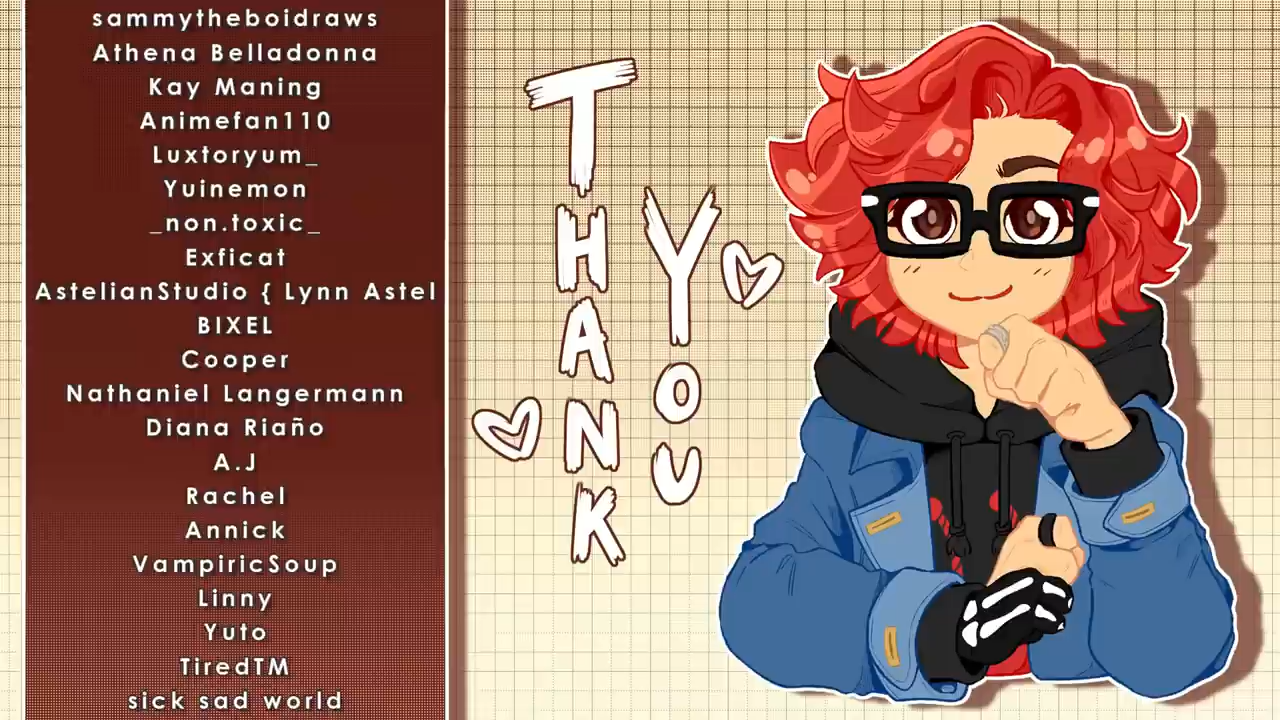 sammytheboidraws
Athena Belladonna
Kay Maning
Animefan110
Luxtoryum_
Yuinemon
_non.toxic_
Exficat
AstelianStudio { Lynn Astel
BIXEL
Cooper
Nathaniel Langermann
Diana Riaño
A.J
Rachel
Annick
VampiricSoup
Linny
Yuto
TiredTM
sick sad world
THANK
YOU